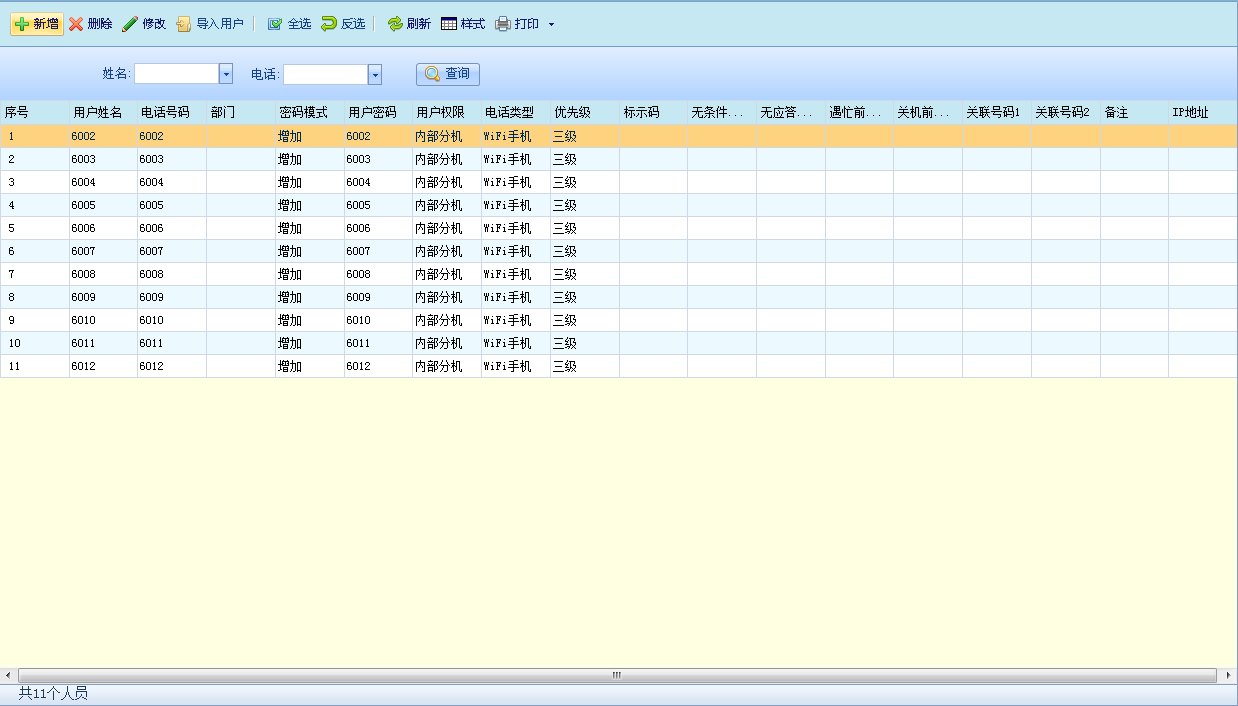 新增 删除 修改 导入用户 全选 反选 刷新 样式 打印
姓名: 电话: 查询
序号 用户姓名 电话号码 部门 密码模式 用户密码 用户权限 电话类型 优先级 标示码 无条件... 无应答... 遇忙前... 关机前... 关联号码1 关联号码2 备注 IP地址
1 6002 6002 增加 6002 内部分机 WiFi手机 三级
2 6003 6003 增加 6003 内部分机 WiFi手机 三级
3 6004 6004 增加 6004 内部分机 WiFi手机 三级
4 6005 6005 增加 6005 内部分机 WiFi手机 三级
5 6006 6006 增加 6006 内部分机 WiFi手机 三级
6 6007 6007 增加 6007 内部分机 WiFi手机 三级
7 6008 6008 增加 6008 内部分机 WiFi手机 三级
8 6009 6009 增加 6009 内部分机 WiFi手机 三级
9 6010 6010 增加 6010 内部分机 WiFi手机 三级
10 6011 6011 增加 6011 内部分机 WiFi手机 三级
11 6012 6012 增加 6012 内部分机 WiFi手机 三级
共11个人员